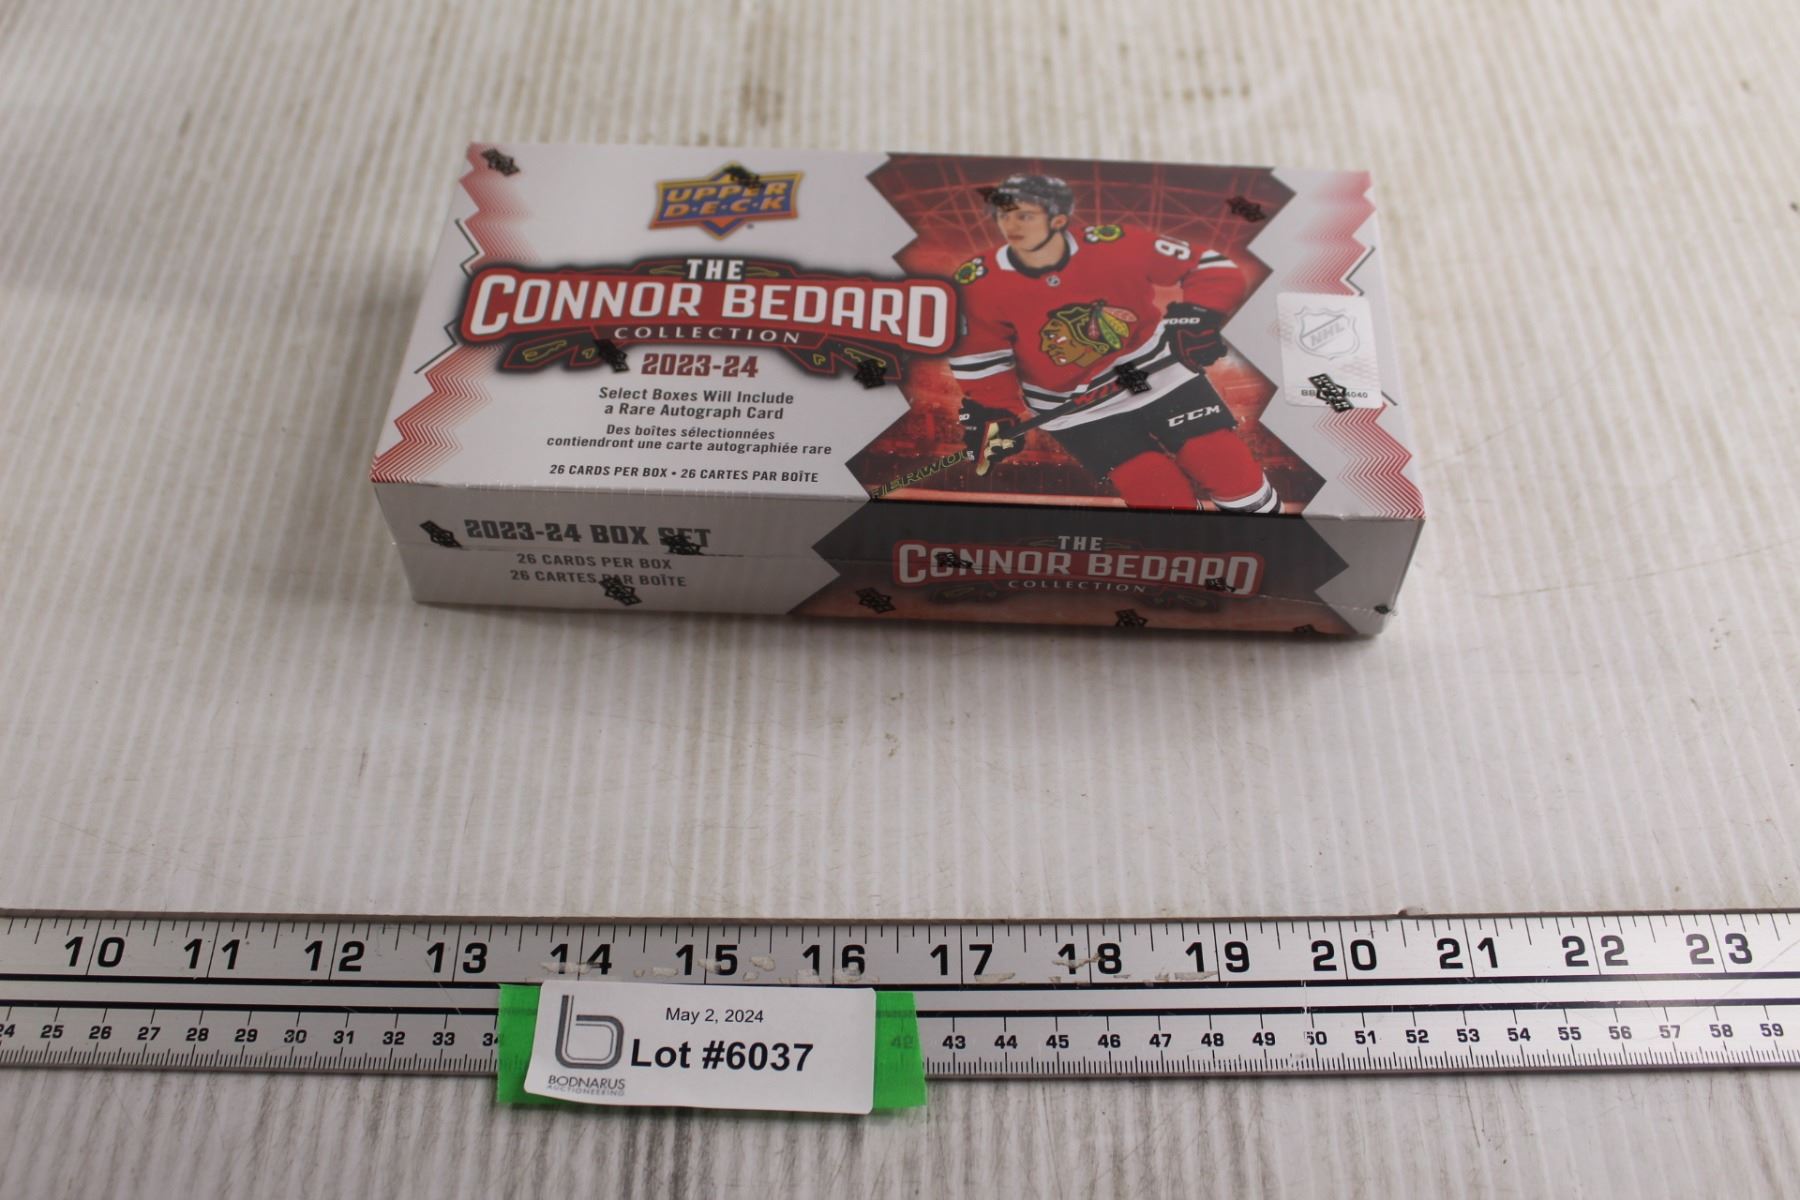 UPPER
D·E·C·K
THE
CONNOR BEDARD
COLLECTION
2023-24
Select Boxes Will Include
a Rare Autograph Card
Des boîtes sélectionnées
contiendront une carte autographiée rare
26 CARDS PER BOX • 26 CARTES PAR BOÎTE
WOOD
CCM
NHL
2023-24 BOX SET
26 CARDS PER BOX
26 CARTES PAR BOÎTE
THE
CONNOR BEDARD
COLLECTION
10 11 12 13 14 15 16 17 18 19 20 21 22 23
24 25 26 27 28 29 30 31 32 33 42 43 44 45 46 47 48 49 50 51 52 53 54 55 56 57 58 59
May 2, 2024
Lot #6037
BODNARUS
AUCTIONEERING